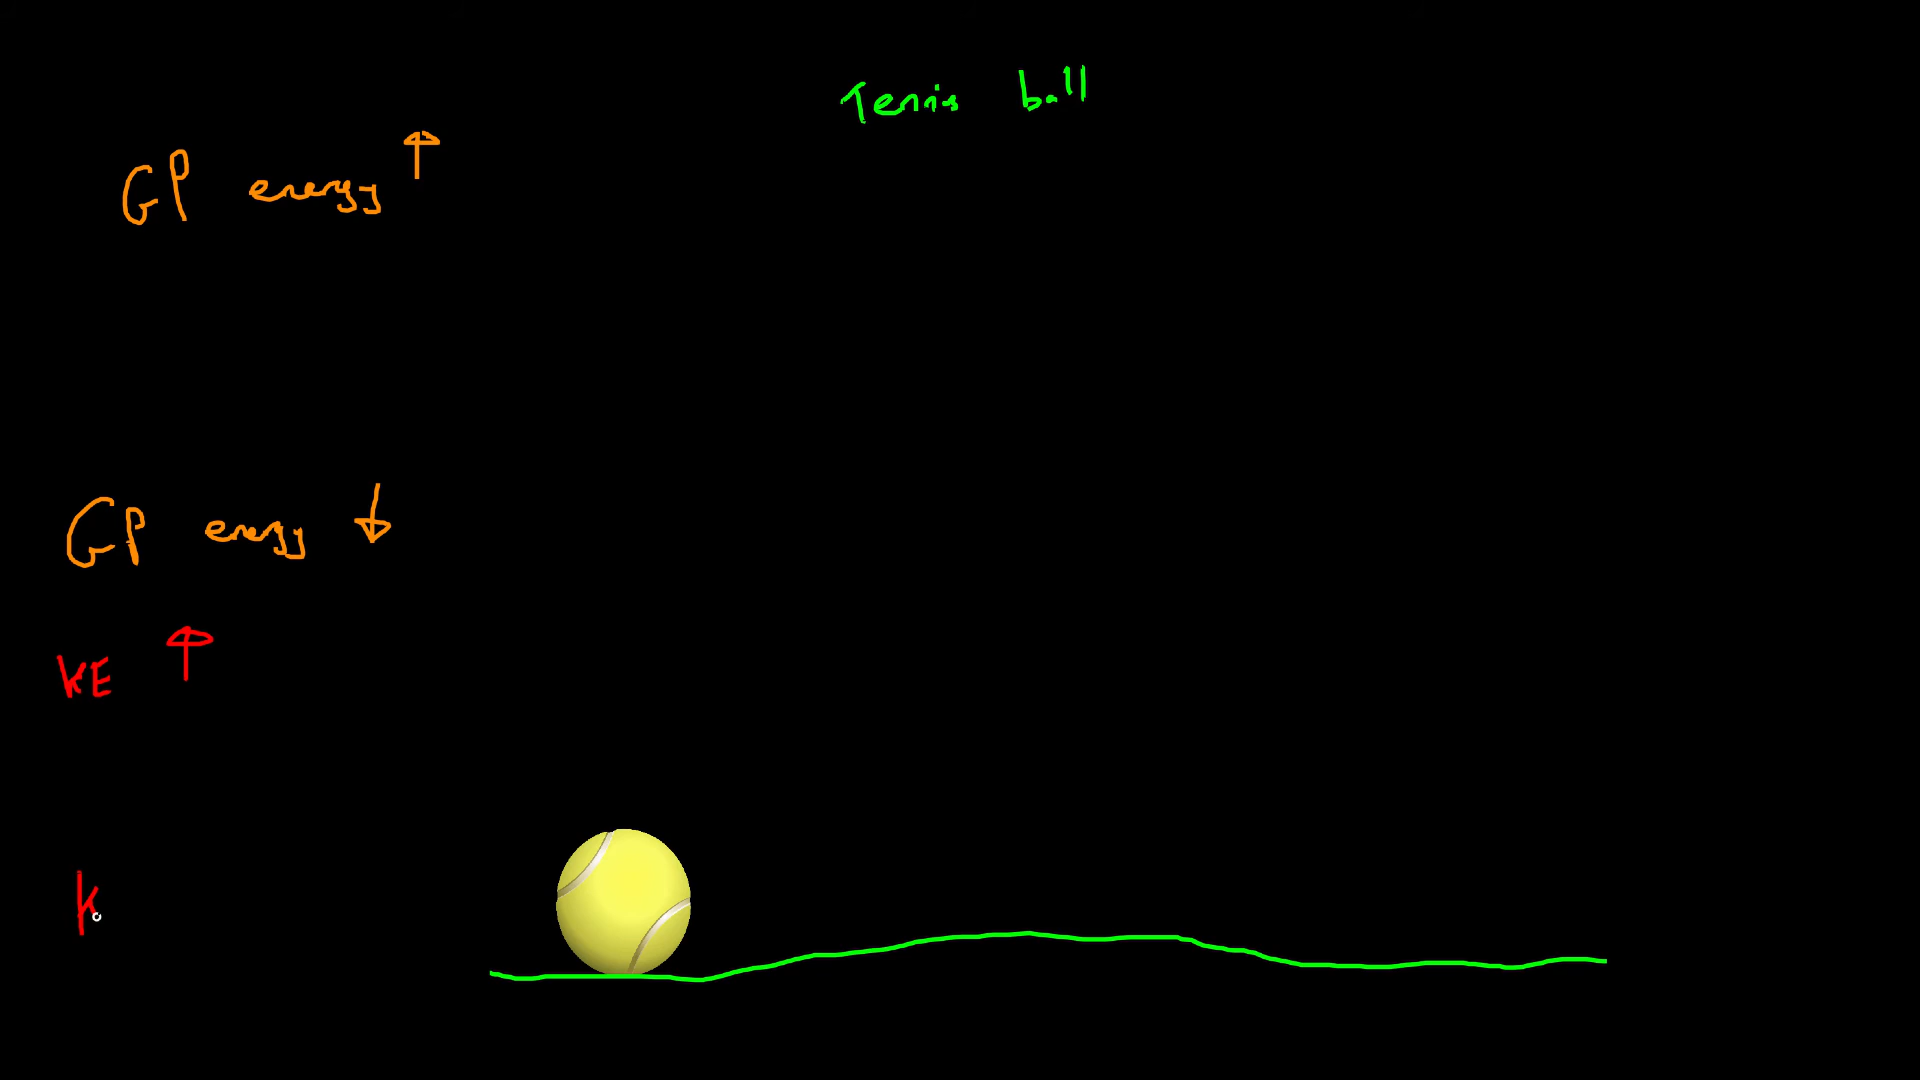 Tennis ball
GP energy ↑
GP energy ↓
KE ↑
K